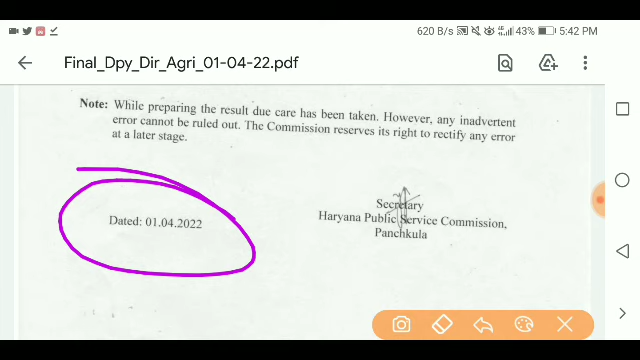 620 B/s 43% 5:42 PM
Final_Dpy_Dir_Agri_01-04-22.pdf
Note: While preparing the result due care has been taken. However, any inadvertent
error cannot be ruled out. The Commission reserves its right to rectify any error
at a later stage.
Dated: 01.04.2022
Secretary
Haryana Public Service Commission,
Panchkula